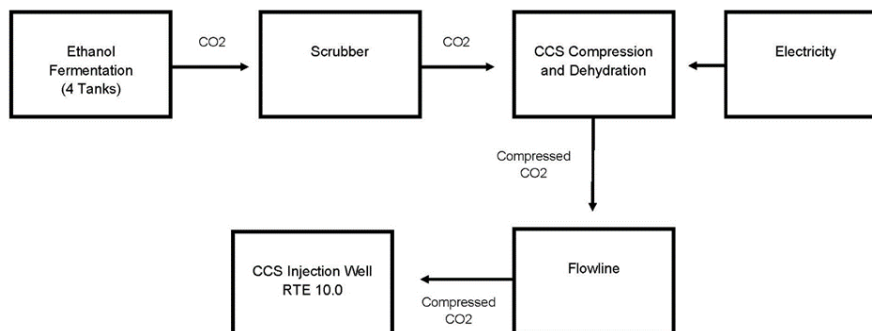 Ethanol
Fermentation
(4 Tanks)
CO2
Scrubber
CO2
CCS Compression
and Dehydration
Electricity
Compressed
CO2
Flowline
Compressed
CO2
CCS Injection Well
RTE 10.0